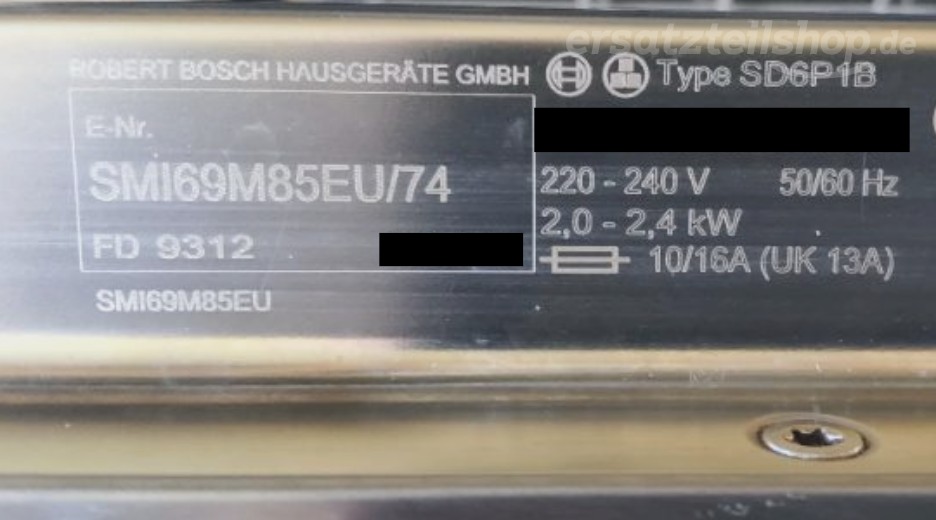 ersatzteilshop.de
ROBERT BOSCH HAUSGERÄTE GMBH Type SD6P1B
E-Nr.
SMI69M85EU/74
FD 9312
220 - 240 V 50/60 Hz
2,0 - 2,4 kW
10/16A (UK 13A)
SMI69M85EU